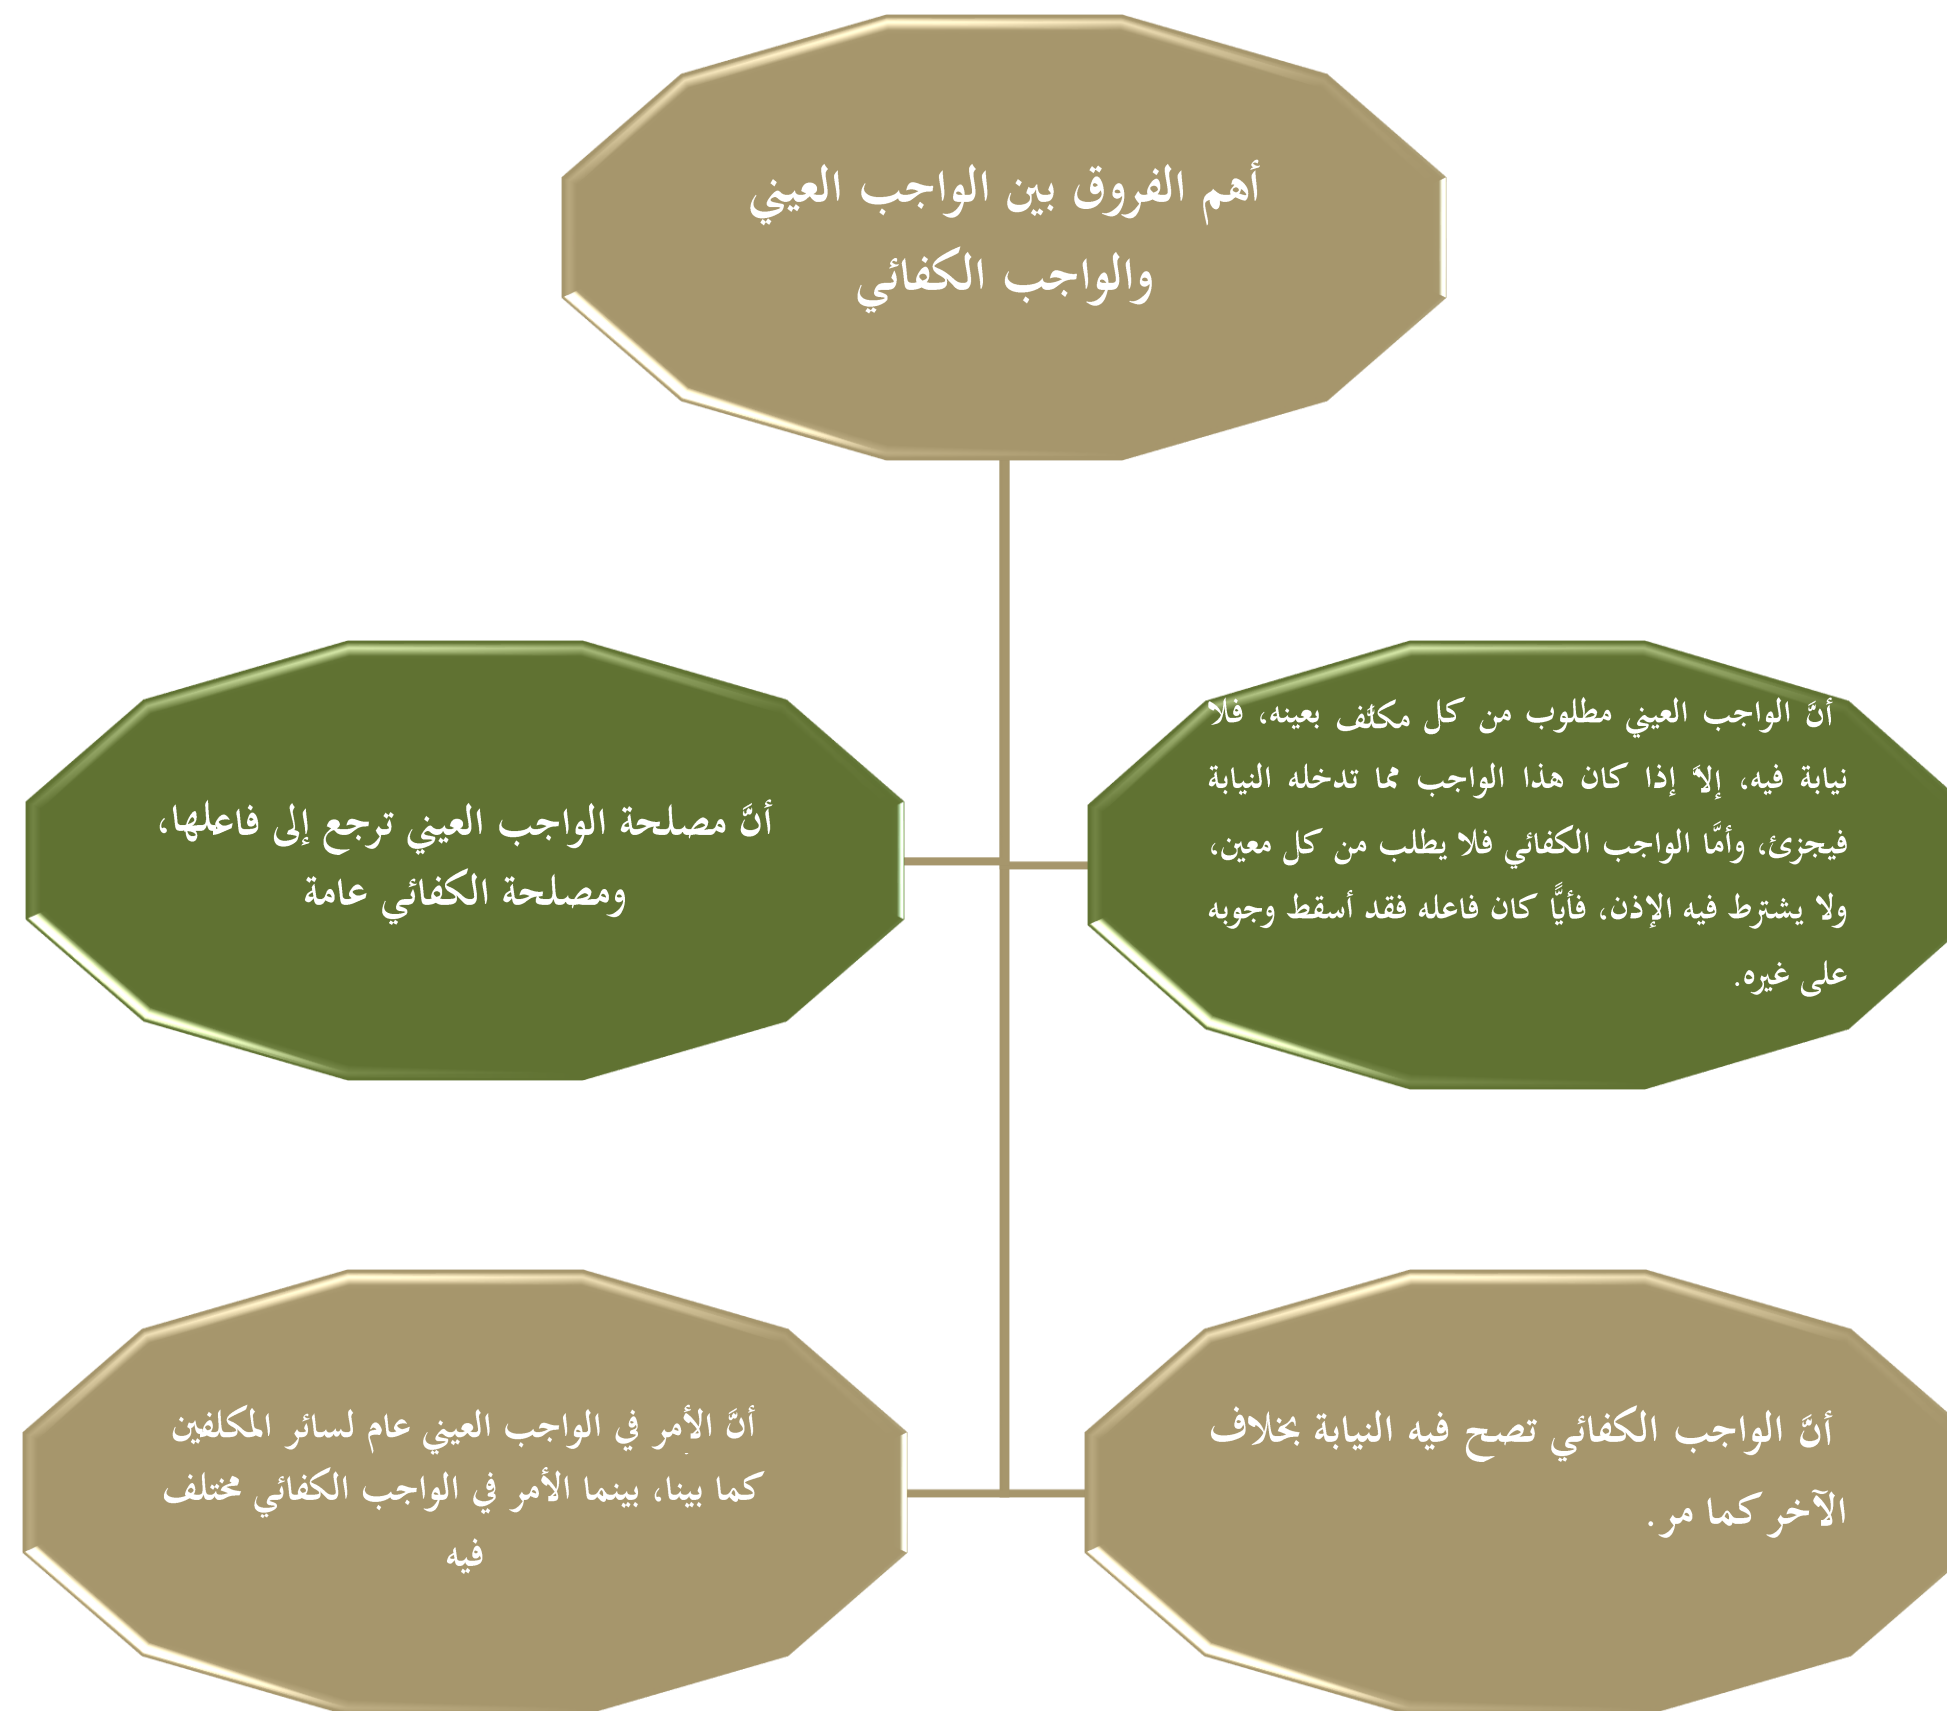 أهم الفروق بين الواجب العيني
والواجب الكفائي
أنَّ الواجب العيني مطلوب من كل مكلَّف بعينه، فلا
نيابة فيه، إلاَّ إذا كان هذا الواجب مما تدخله النيابة
فيجزئ، وأمَّا الواجب الكفائي فلا يطلب من كل معين،
ولا يشترط فيه الإذن، فأيًّا كان فاعله فقد أسقط وجوبه
على غيره.
أنَّ مصلحة الواجب العيني ترجع إلى فاعلها،
ومصلحة الكفائي عامة
أنَّ الواجب الكفائي تصح فيه النيابة بخلاف
الآخر كما مر.
أنَّ الأمر في الواجب العيني عام لسائر المكلفين
كما بينا، بينما الأمر في الواجب الكفائي مختلف
فيه